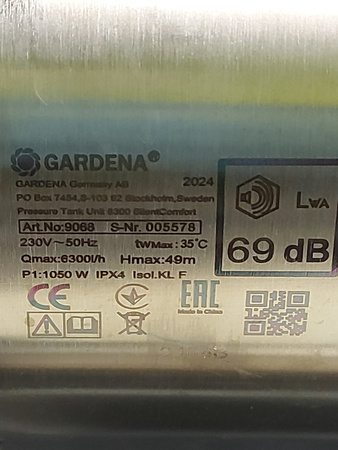 GARDENA®
2024
GARDENA Germany AB
PO Box 7454,S-103 92 Stockholm,Sweden
Pressure Tank Unit 6300 SilentComfort
Art.No:9068 S-Nr. 005578
230V~50Hz twmax:35°C
Qmax:6300l/h Hmax:49m
P1:1050 W IPX4 Isol.KL F
LWA
69 dB
CE
EAC
Made in China